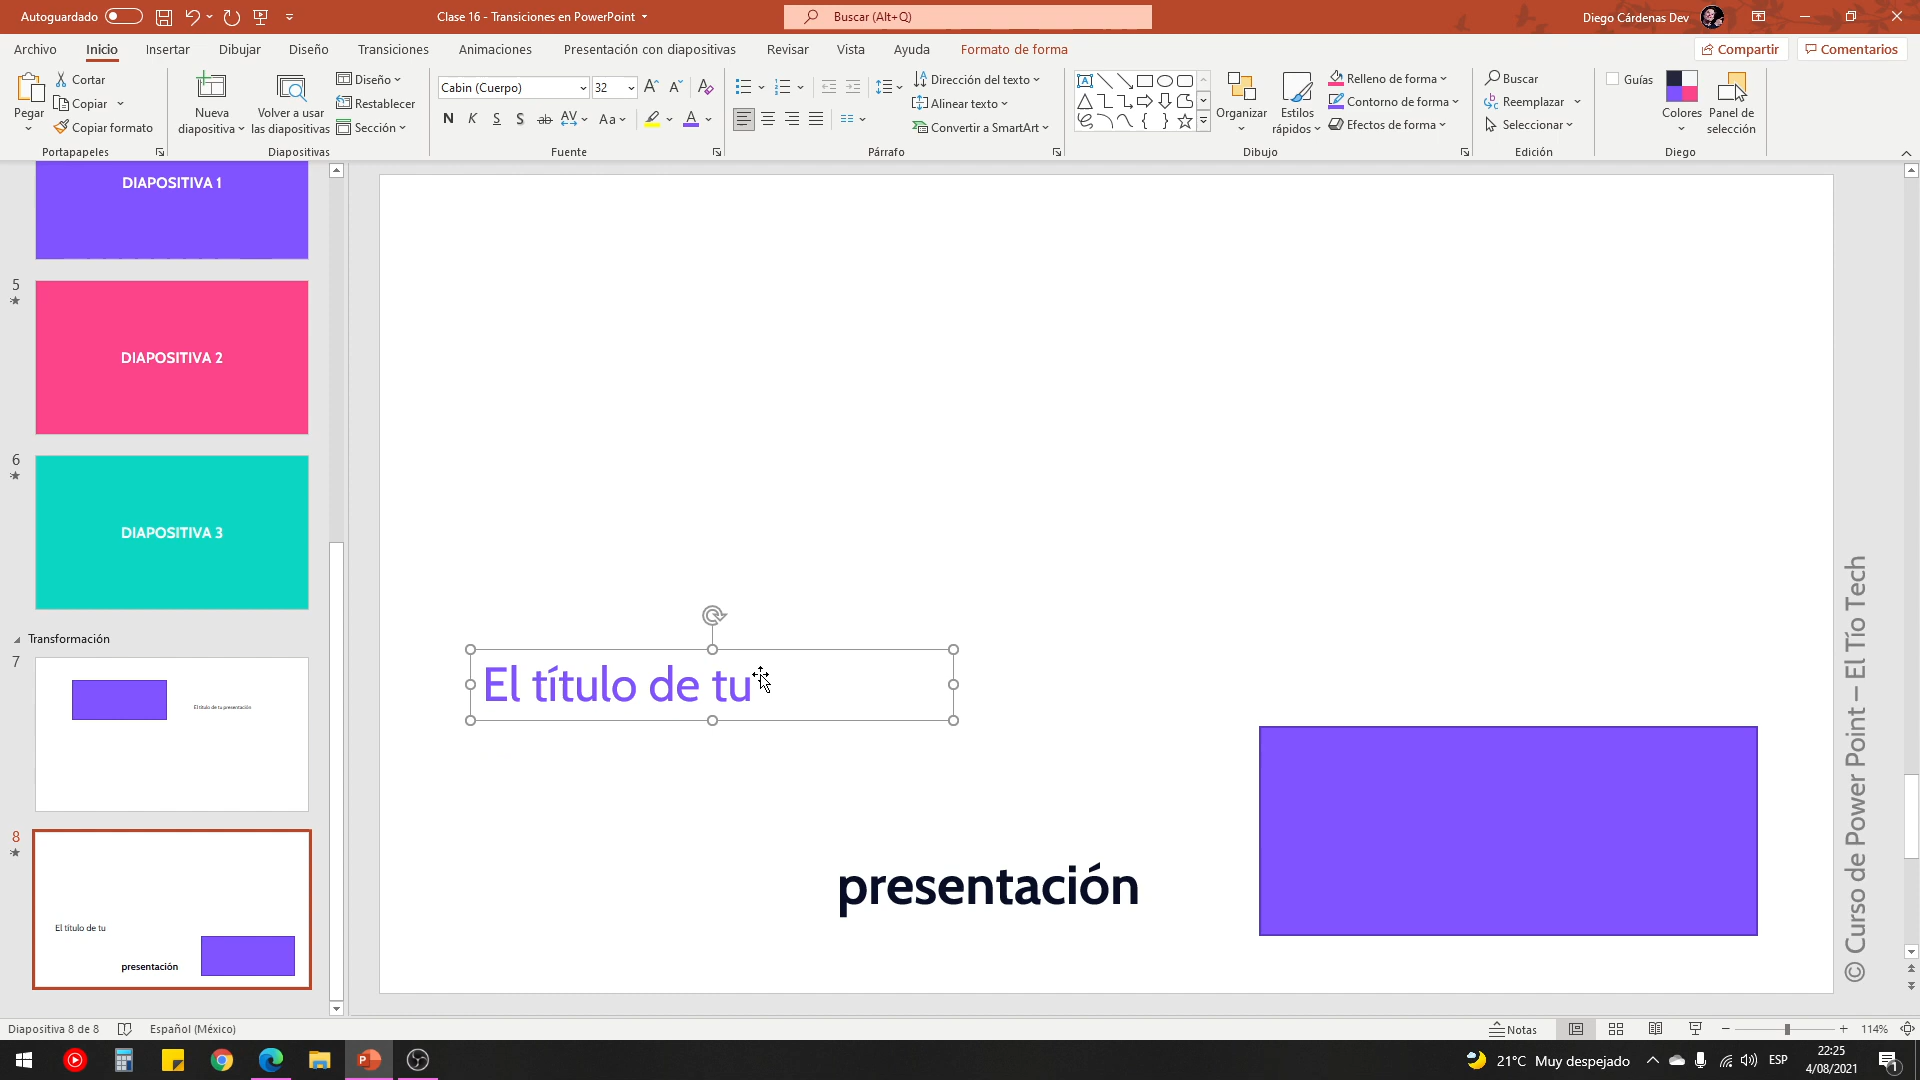 Autoguardado
Clase 16 - Transiciones en PowerPoint
Buscar (Alt+Q)
Diego Cárdenas Dev
Archivo Inicio Insertar Dibujar Diseño Transiciones Animaciones Presentación con diapositivas Revisar Vista Ayuda Formato de forma
Compartir Comentarios
Pegar
Cortar
Copiar
Copiar formato
Portapapeles
Nueva
diapositiva
Volver a usar
las diapositivas
Diseño
Restablecer
Sección
Diapositivas
Cabin (Cuerpo) 32
N K S S ab AV Aa A
Fuente
Dirección del texto
Alinear texto
Convertir a SmartArt
Párrafo
Organizar
Estilos
rápidos
Relleno de forma
Contorno de forma
Efectos de forma
Dibujo
Buscar
Reemplazar
Seleccionar
Edición
Guías
Colores
Panel de
selección
Diego
DIAPOSITIVA 1
5
DIAPOSITIVA 2
6
DIAPOSITIVA 3
Transformación
7
El título de tu presentación
8
El título de tu
presentación
El título de tu
presentación
© Curso de Power Point – El Tío Tech
Diapositiva 8 de 8
Español (México)
Notas
114%
21°C Muy despejado
ESP
22:25
4/08/2021
1